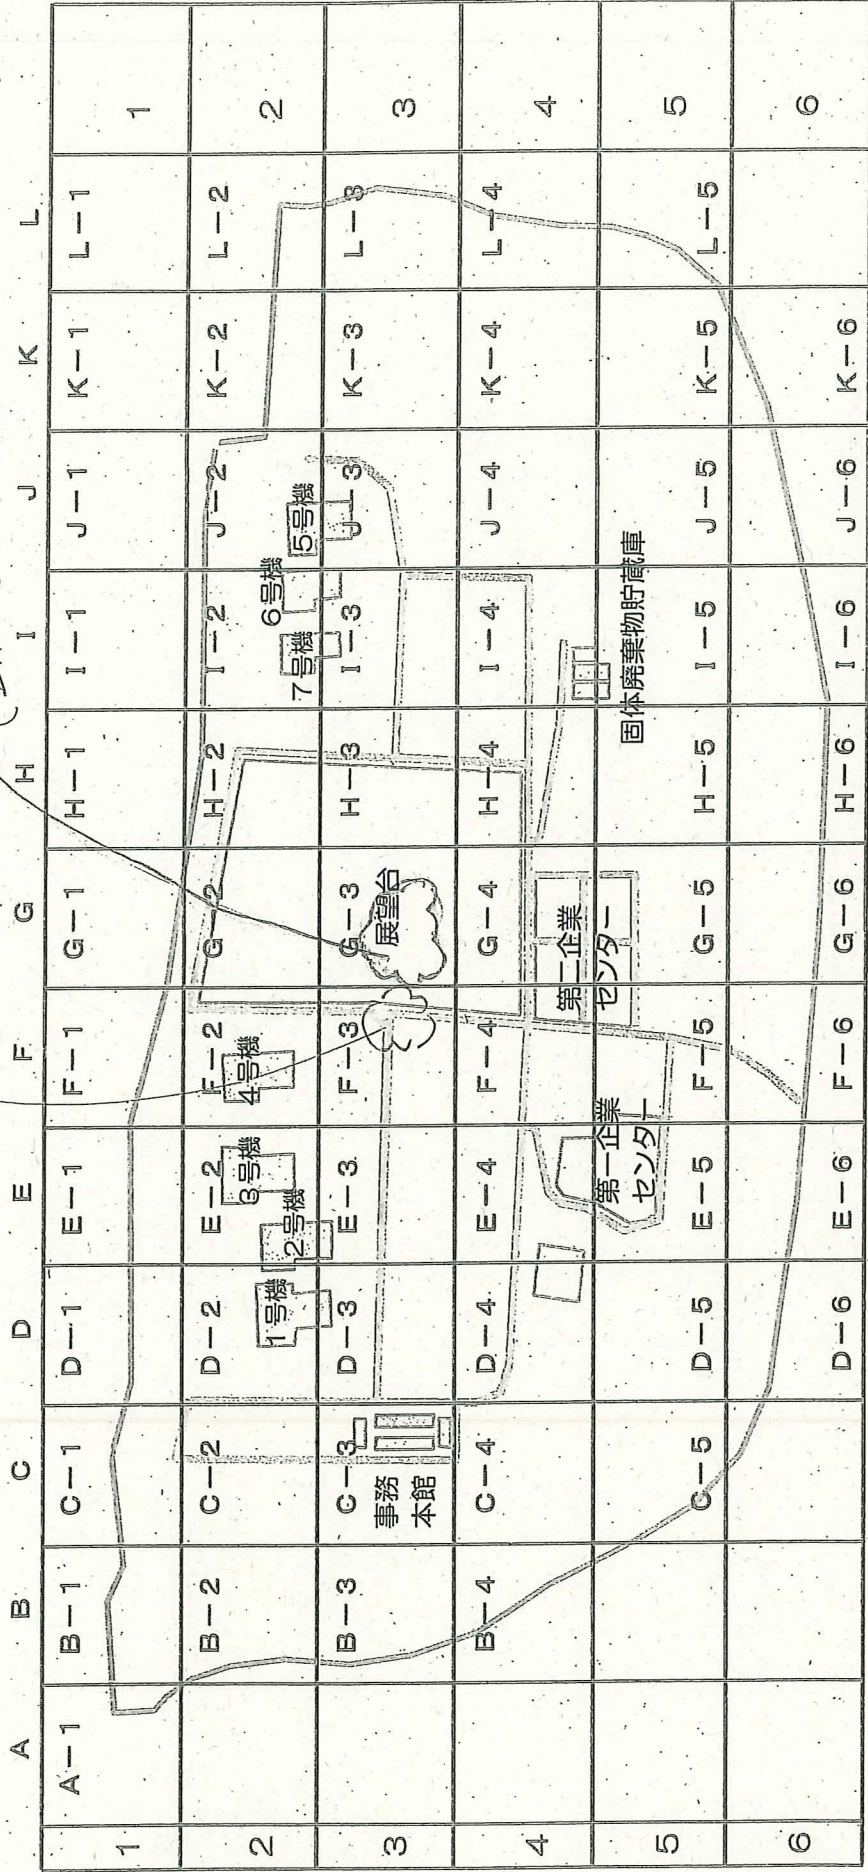 A B C D E F G H I J K L
1 A-1 B-1 C-1 D-1 E-1 F-1 G-1 H-1 I-1 J-1 K-1 L-1 1
2 B-2 C-2 D-2 E-2 F-2 G-2 H-2 I-2 J-2 K-2 L-2 2
1号機
2号機
3号機
4号機
7号機
6号機
5号機
3 B-3 C-3 D-3 E-3 F-3 G-3 H-3 I-3 J-3 K-3 L-3 3
事務
本館
展望台
4 B-4 C-4 D-4 E-4 F-4 G-4 H-4 I-4 J-4 K-4 L-4 4
第一企業
センター
第二企業
センター
固体廃棄物貯蔵庫
5 C-5 D-5 E-5 F-5 G-5 H-5 I-5 J-5 K-5 L-5 5
6 D-6 E-6 F-6 G-6 H-6 I-6 J-6 K-6 6